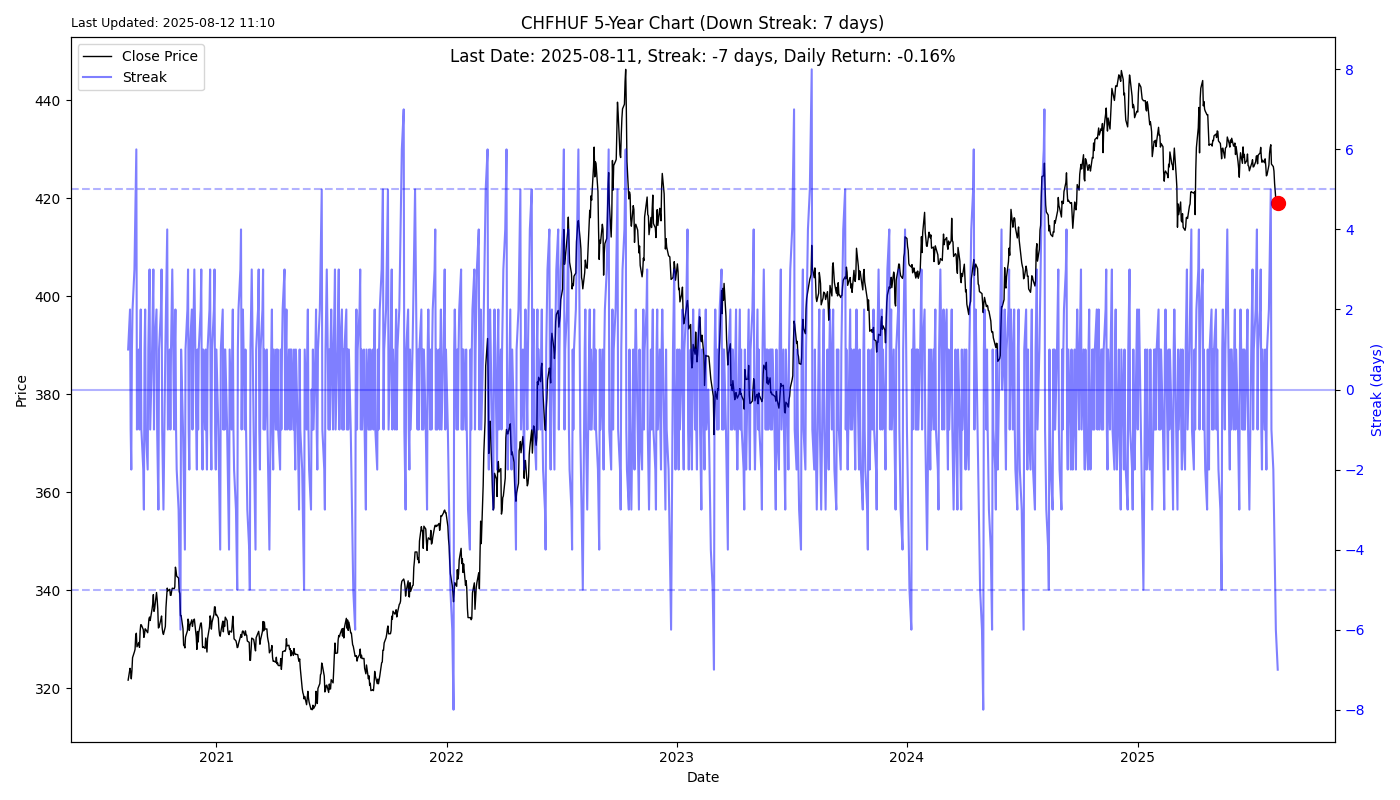 Last Updated: 2025-08-12 11:10
CHFHUF 5-Year Chart (Down Streak: 7 days)
Last Date: 2025-08-11, Streak: -7 days, Daily Return: -0.16%
Close Price
Streak
Price
440
420
400
380
360
340
320
8
6
4
2
0
−2
−4
−6
−8
Streak (days)
2021
2022
2023
2024
2025
Date